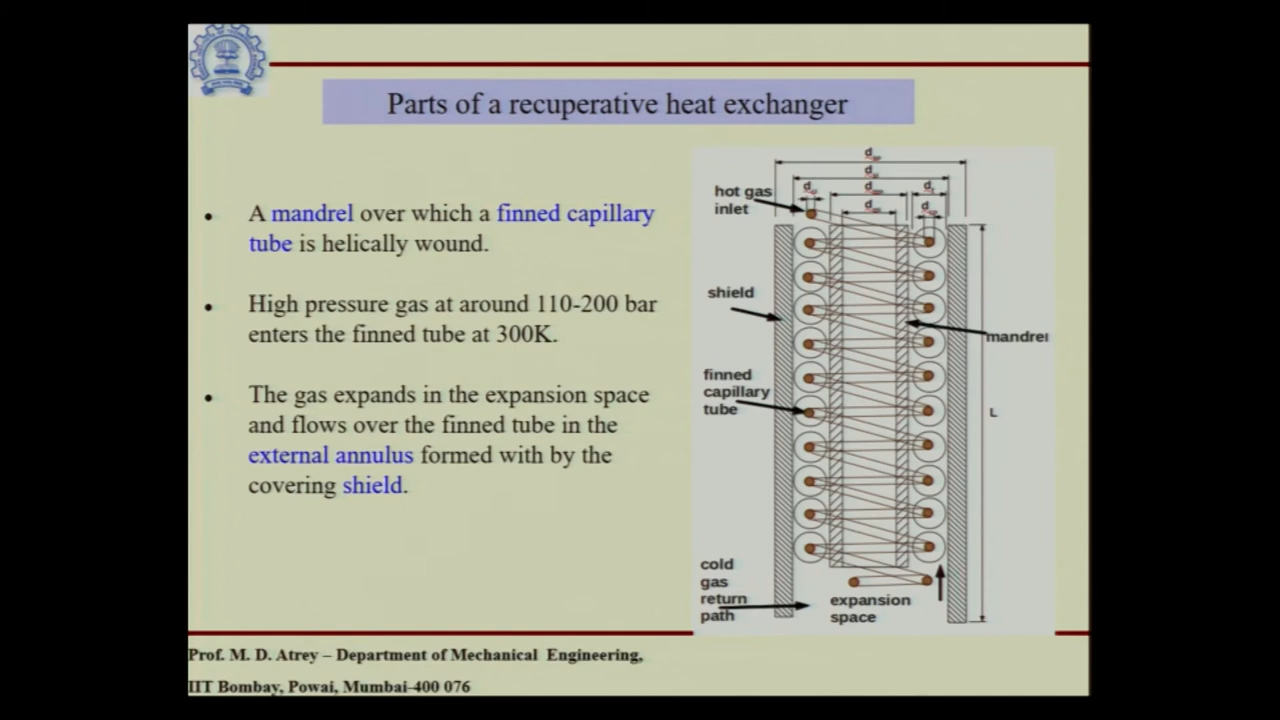 Parts of a recuperative heat exchanger
A mandrel over which a finned capillary
tube is helically wound.
High pressure gas at around 110-200 bar
enters the finned tube at 300K.
The gas expands in the expansion space
and flows over the finned tube in the
external annulus formed with by the
covering shield.
hot gas
inlet
shield
mandrel
finned
capillary
tube
L
cold
gas
return
path
expansion
space
Prof. M. D. Atrey – Department of Mechanical Engineering,
IIT Bombay, Powai, Mumbai-400 076